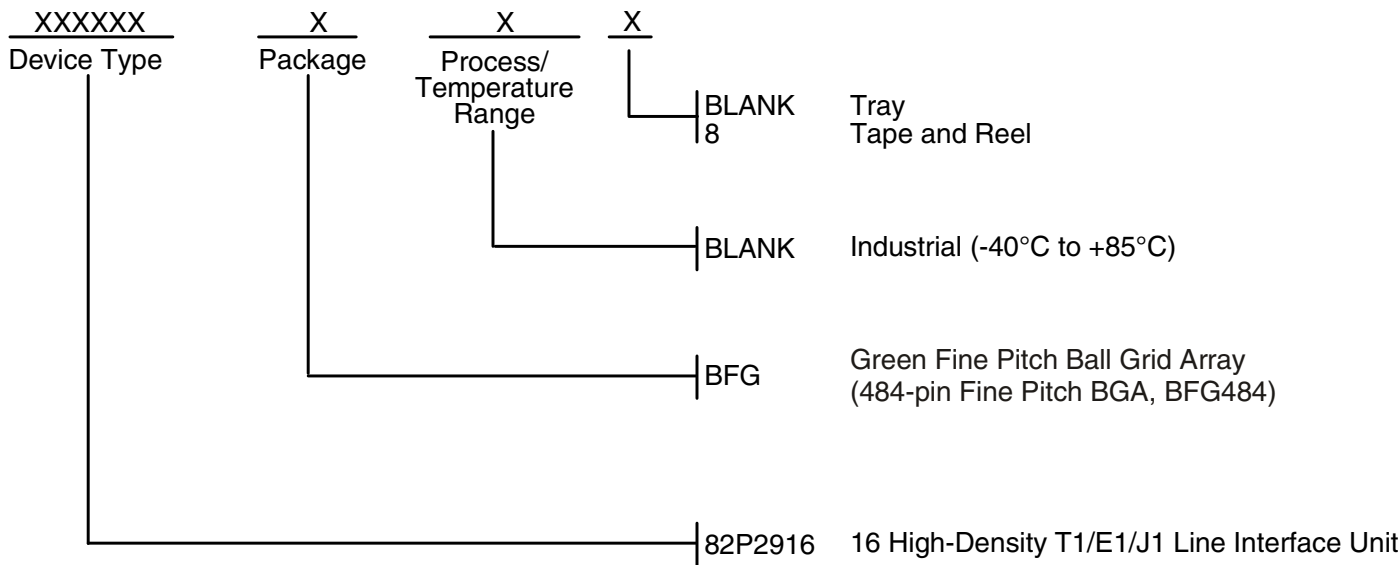 XXXXXX X X X
Device Type Package Process/
Temperature
Range
BLANK Tray
8 Tape and Reel
BLANK Industrial (-40°C to +85°C)
BFG Green Fine Pitch Ball Grid Array
(484-pin Fine Pitch BGA, BFG484)
82P2916 16 High-Density T1/E1/J1 Line Interface Unit